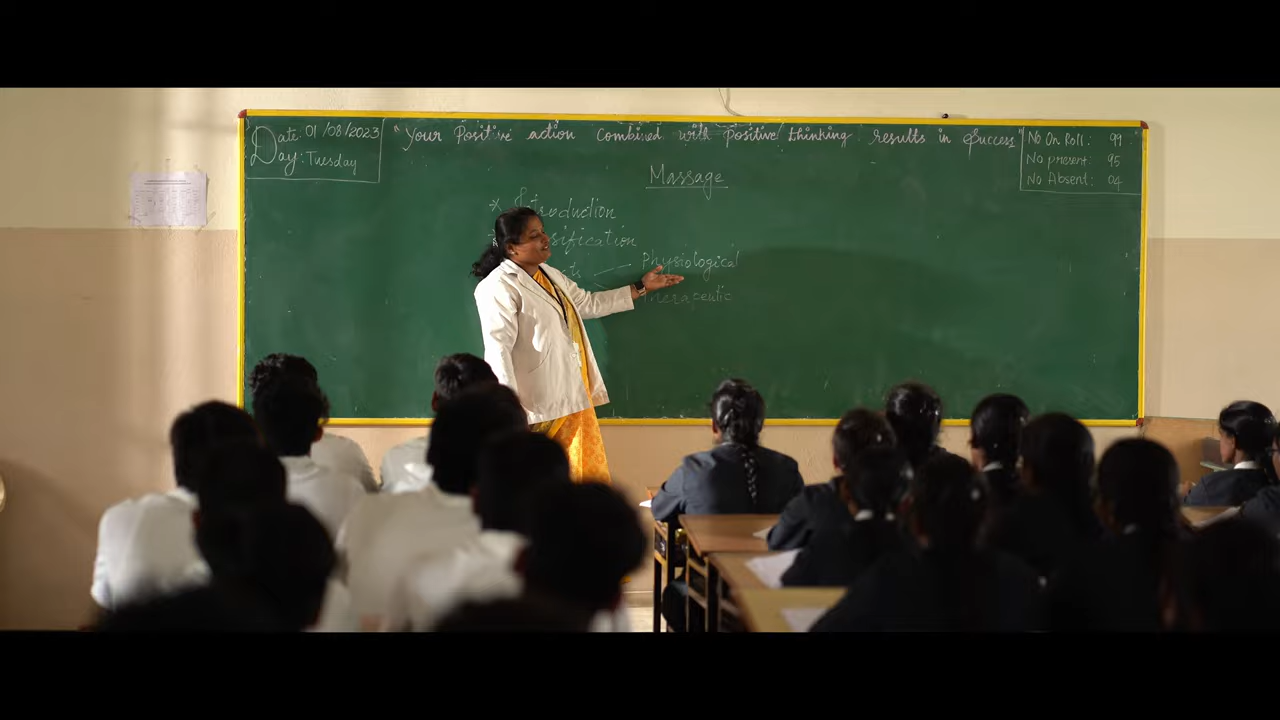 Date: 01/08/2023
Day: Tuesday
"Your Positive action Combined with positive thinking results in Success"
No On Roll: 99
No present: 95
No Absent: 04
Massage
* Introduction
Physiological